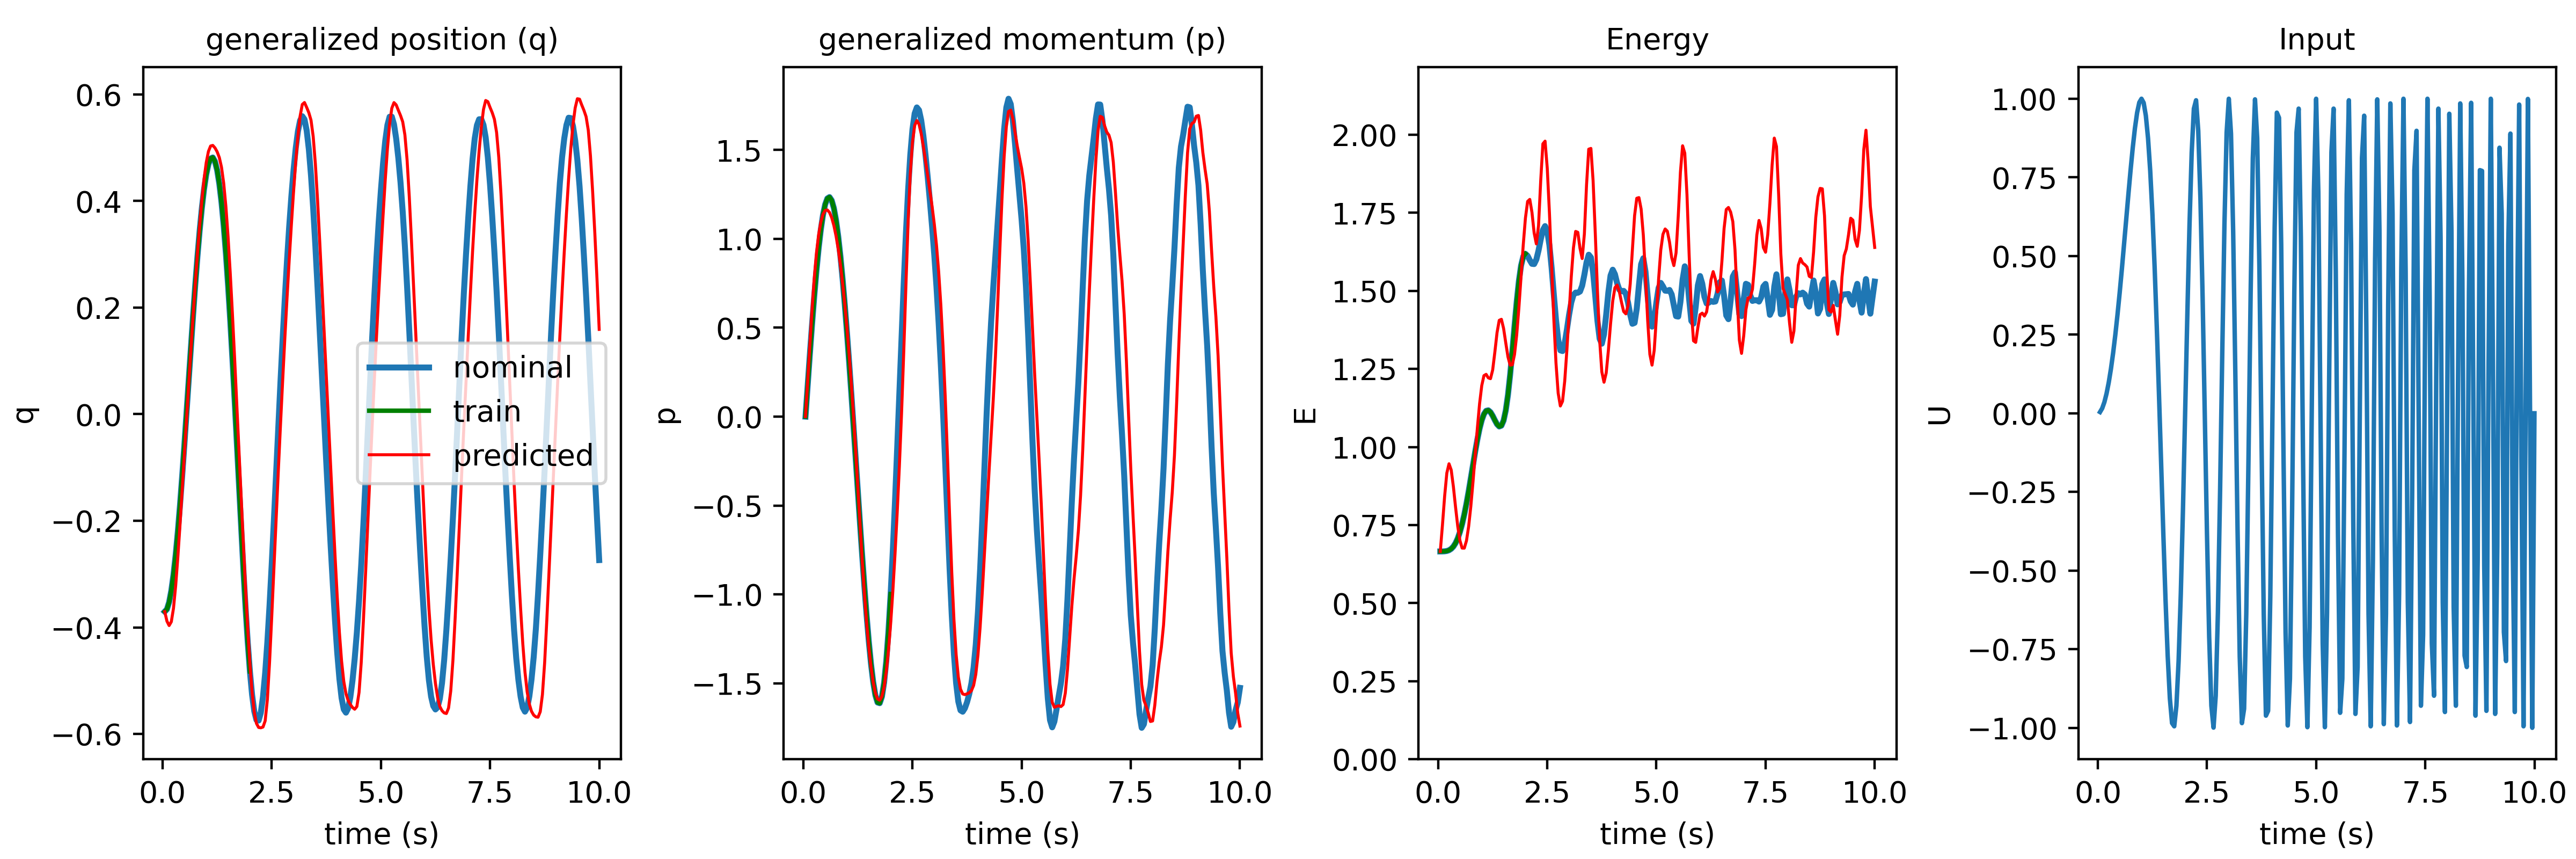 generalized position (q)
0.6
0.4
0.2
0.0
−0.2
−0.4
−0.6
q
0.0 2.5 5.0 7.5 10.0
time (s)
nominal
train
predicted
generalized momentum (p)
1.5
1.0
0.5
0.0
−0.5
−1.0
−1.5
p
0.0 2.5 5.0 7.5 10.0
time (s)
Energy
2.00
1.75
1.50
1.25
1.00
0.75
0.50
0.25
0.00
E
0.0 2.5 5.0 7.5 10.0
time (s)
Input
1.00
0.75
0.50
0.25
0.00
−0.25
−0.50
−0.75
−1.00
U
0.0 2.5 5.0 7.5 10.0
time (s)